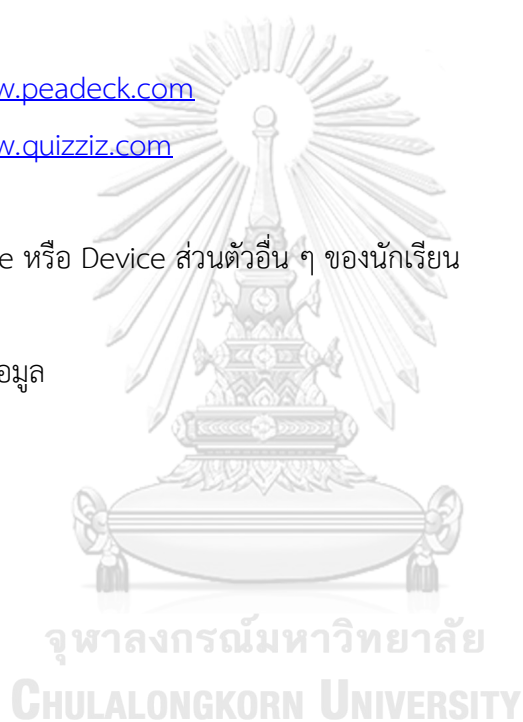 w.peadeck.com
w.quizziz.com
e หรือ Device ส่วนตัวอื่น ๆ ของนักเรียน
อมูล
จุฬาลงกรณ์มหาวิทยาลัย
CHULALONGKORN UNIVERSITY